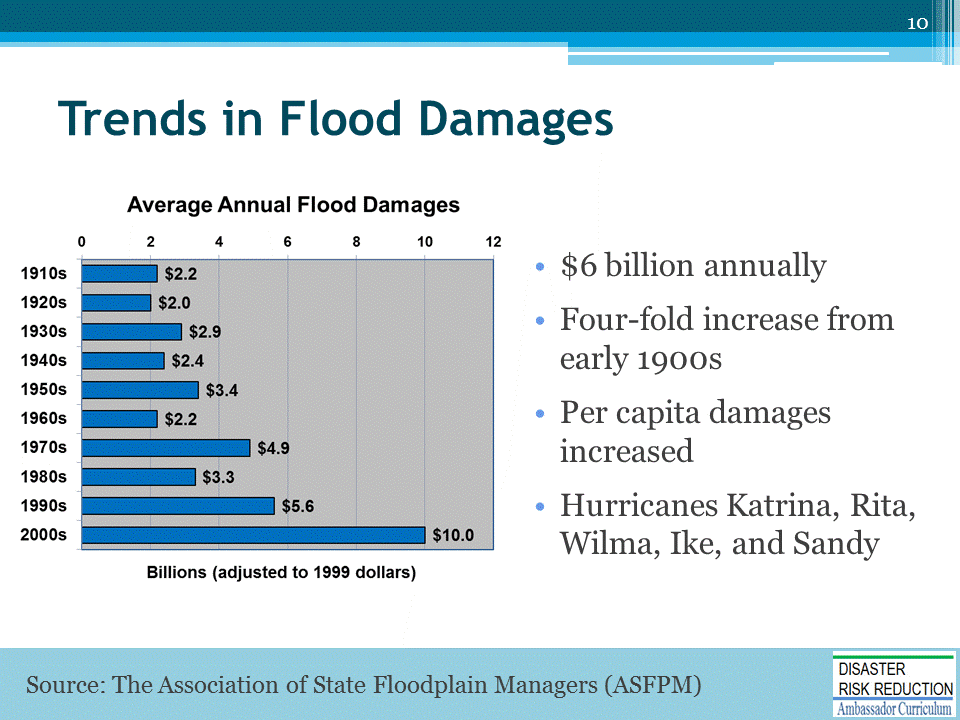 10
Trends in Flood Damages
Average Annual Flood Damages
0 2 4 6 8 10 12
1910s $2.2
1920s $2.0
1930s $2.9
1940s $2.4
1950s $3.4
1960s $2.2
1970s $4.9
1980s $3.3
1990s $5.6
2000s $10.0
Billions (adjusted to 1999 dollars)
• $6 billion annually
• Four-fold increase from
early 1900s
• Per capita damages
increased
• Hurricanes Katrina, Rita,
Wilma, Ike, and Sandy
Source: The Association of State Floodplain Managers (ASFPM)
DISASTER
RISK REDUCTION
Ambassador Curriculum